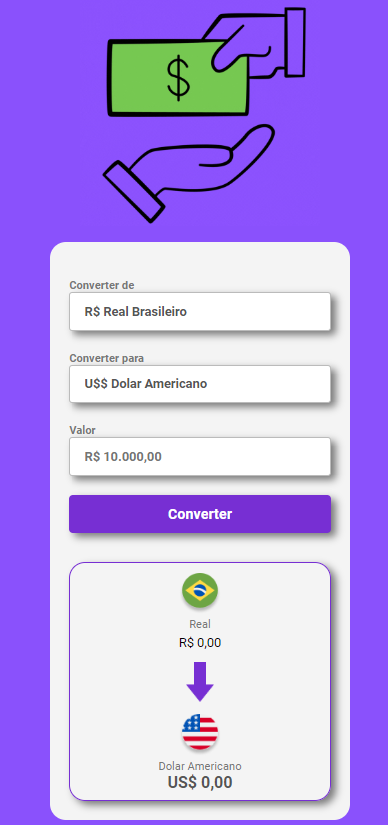 $
Converter de
R$ Real Brasileiro
Converter para
US$ Dolar Americano
Valor
R$ 10.000,00
Converter
Real
R$ 0,00
Dolar Americano
US$ 0,00